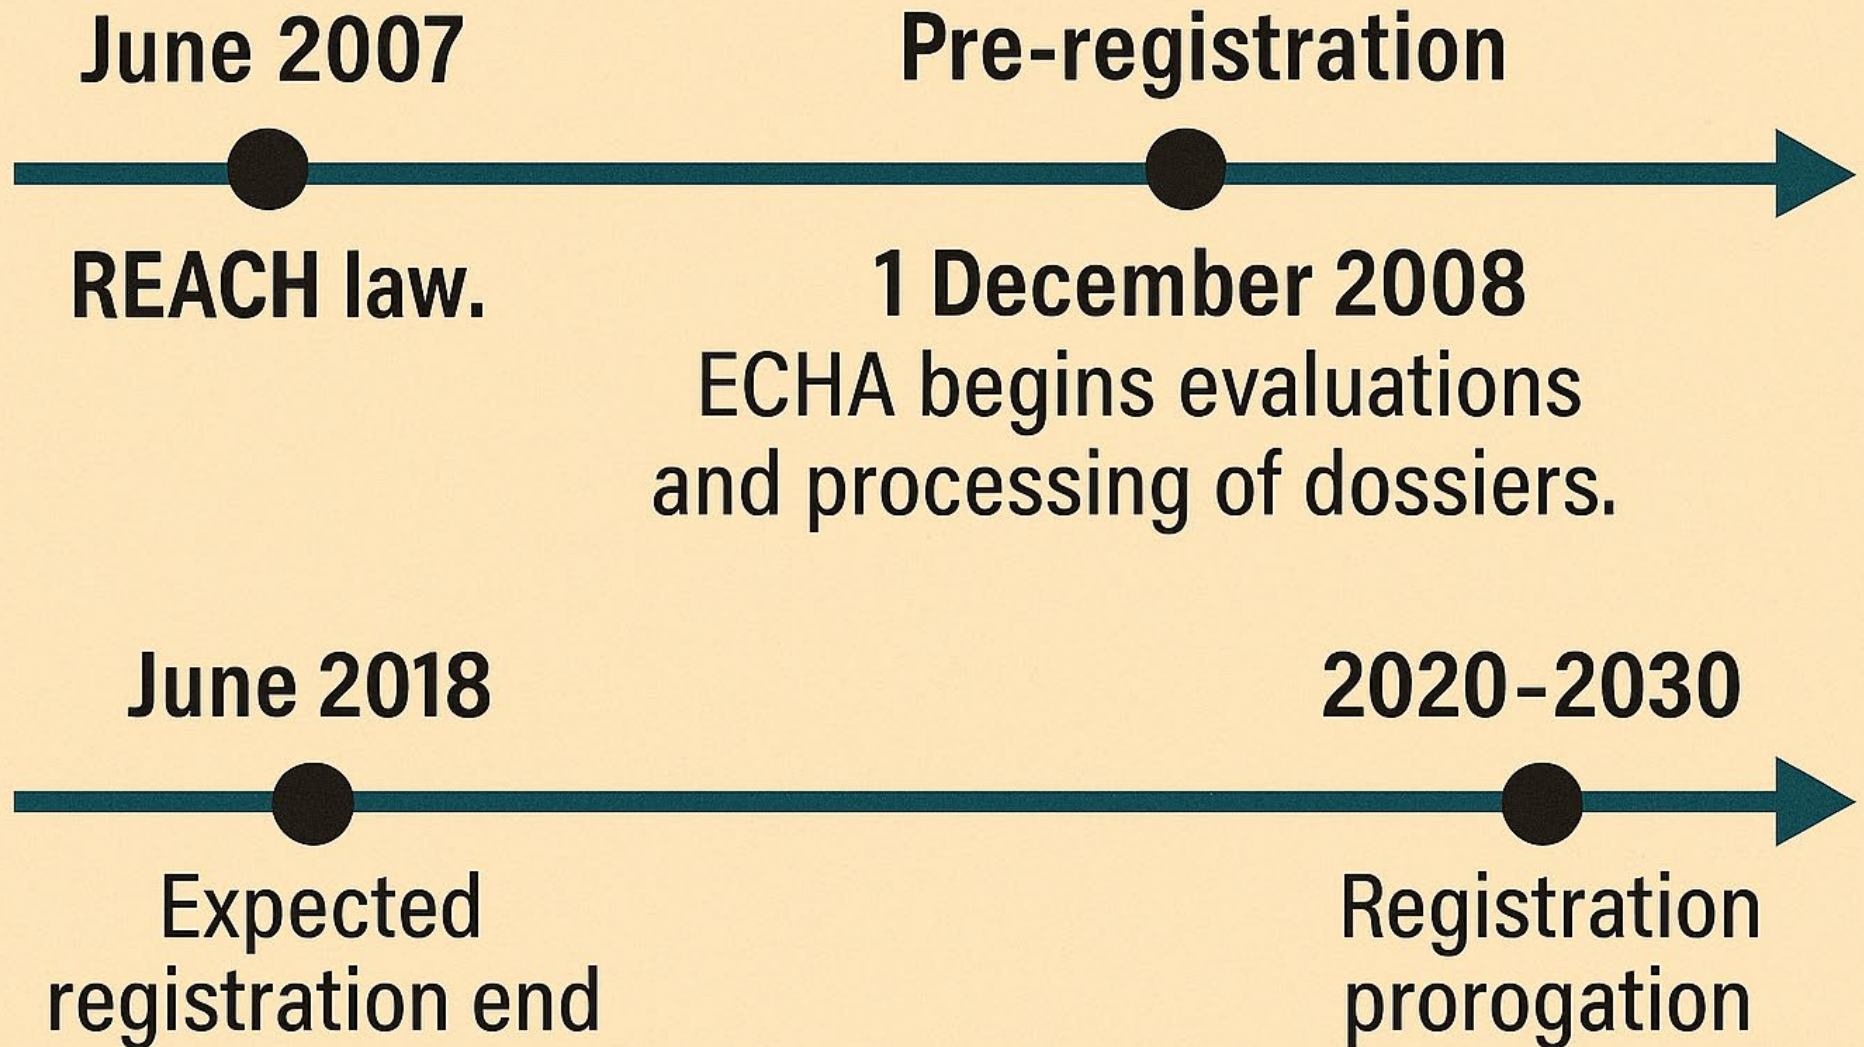 June 2007
Pre-registration
REACH law.
1 December 2008
ECHA begins evaluations
and processing of dossiers.
June 2018
2020–2030
Expected
registration end
Registration
prorogation